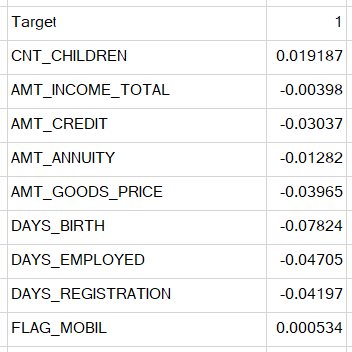 Target 1
CNT_CHILDREN 0.019187
AMT_INCOME_TOTAL -0.00398
AMT_CREDIT -0.03037
AMT_ANNUITY -0.01282
AMT_GOODS_PRICE -0.03965
DAYS_BIRTH -0.07824
DAYS_EMPLOYED -0.04705
DAYS_REGISTRATION -0.04197
FLAG_MOBIL 0.000534